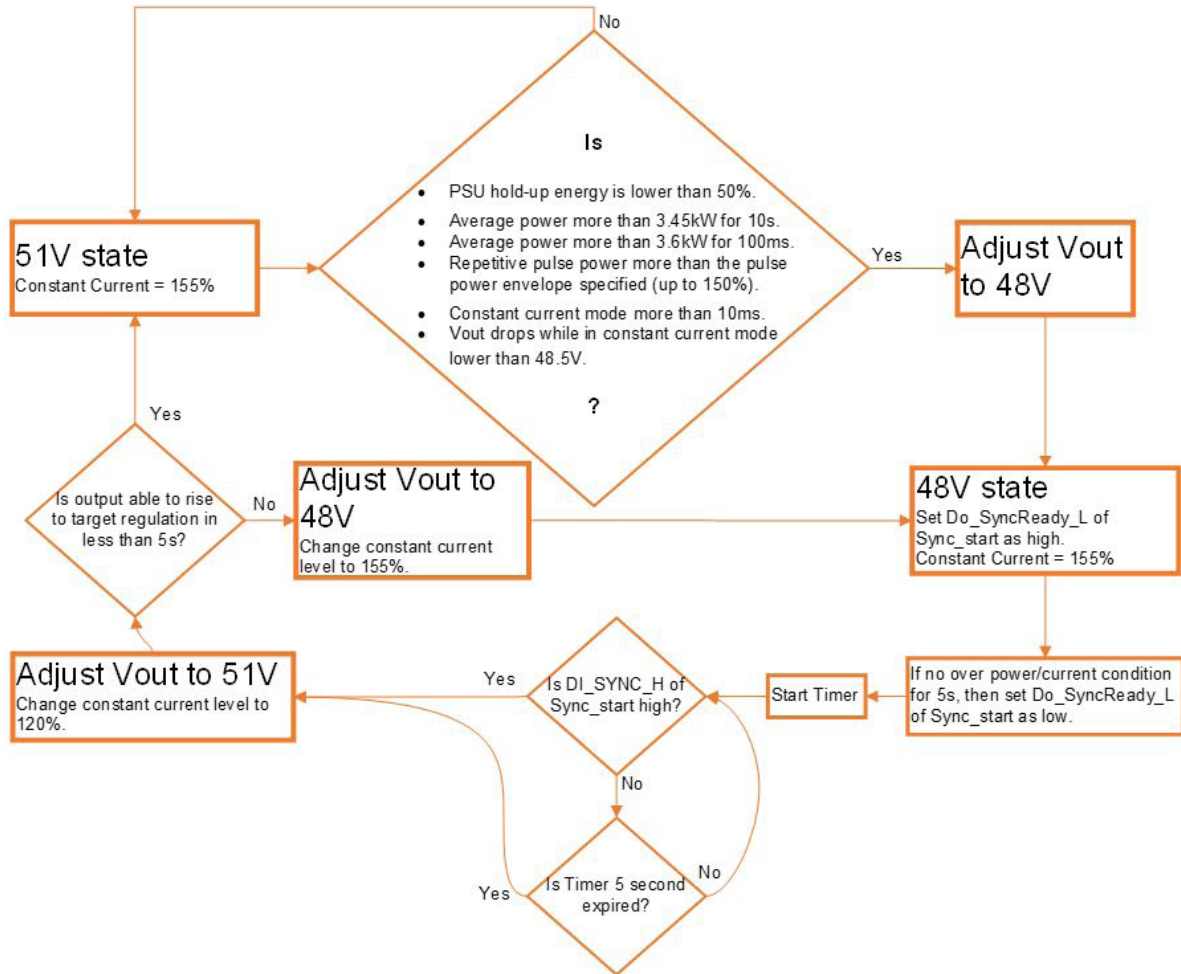 No
Is
• PSU hold-up energy is lower than 50%.
• Average power more than 3.45kW for 10s.
• Average power more than 3.6kW for 100ms.
• Repetitive pulse power more than the pulse
power envelope specified (up to 150%).
• Constant current mode more than 10ms.
• Vout drops while in constant current mode
lower than 48.5V.
?
51V state
Constant Current = 155%
Yes
Adjust Vout
to 48V
Yes
Is output able to rise
to target regulation in
less than 5s?
No
Adjust Vout to
48V
Change constant current
level to 155%.
48V state
Set Do_SyncReady_L of
Sync_start as high.
Constant Current = 155%
Adjust Vout to 51V
Change constant current level to
120%.
Yes
Is DI_SYNC_H of
Sync_start high?
Start Timer
If no over power/current condition
for 5s, then set Do_SyncReady_L
of Sync_start as low.
No
Yes
Is Timer 5 second
expired?
No